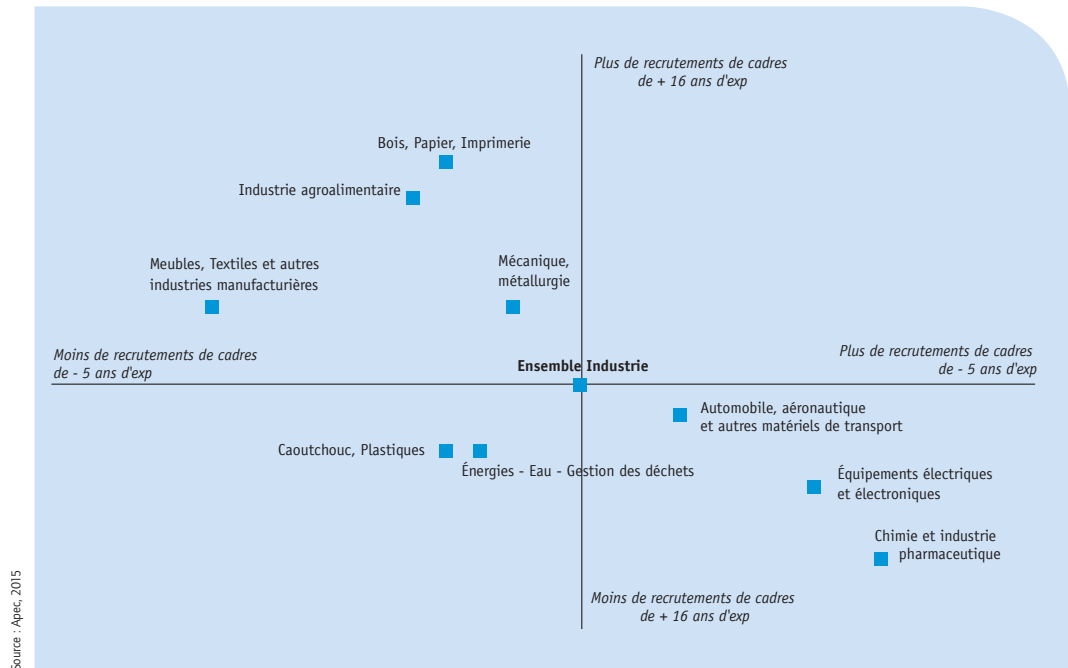 Plus de recrutements de cadres
de + 16 ans d'exp
Bois, Papier, Imprimerie
Industrie agroalimentaire
Meubles, Textiles et autres
industries manufacturières
Mécanique,
métallurgie
Moins de recrutements de cadres
de - 5 ans d'exp
Ensemble Industrie
Plus de recrutements de cadres
de - 5 ans d'exp
Automobile, aéronautique
et autres matériels de transport
Caoutchouc, Plastiques
Énergies - Eau - Gestion des déchets
Équipements électriques
et électroniques
Chimie et industrie
pharmaceutique
Moins de recrutements de cadres
de + 16 ans d'exp
Source : Apec, 2015